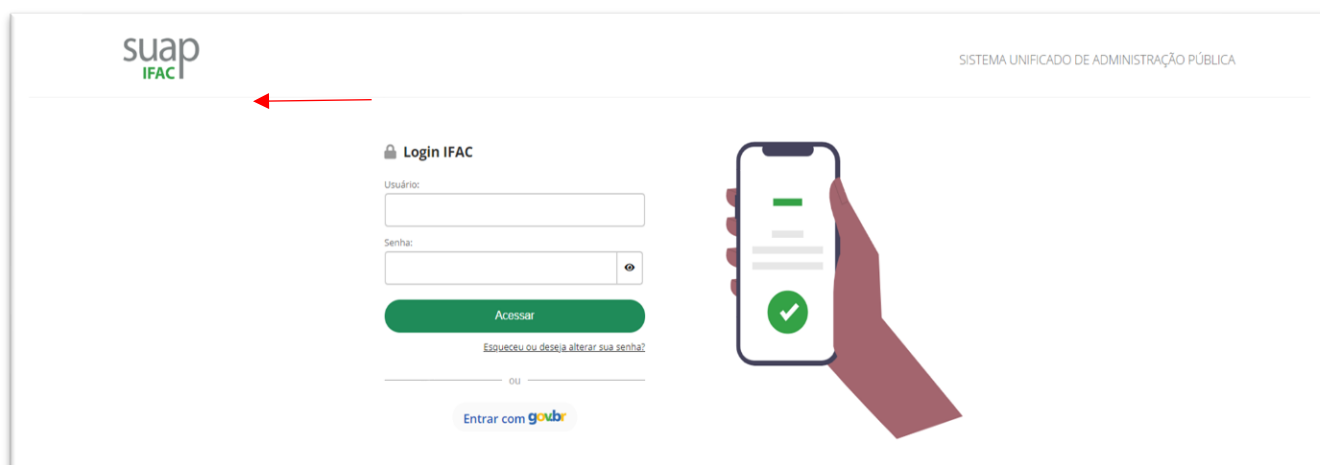 suap
IFAC
SISTEMA UNIFICADO DE ADMINISTRAÇÃO PÚBLICA
Login IFAC
Usuário:
Senha:
Acessar
Esqueceu ou deseja alterar sua senha?
ou
Entrar com gov.br